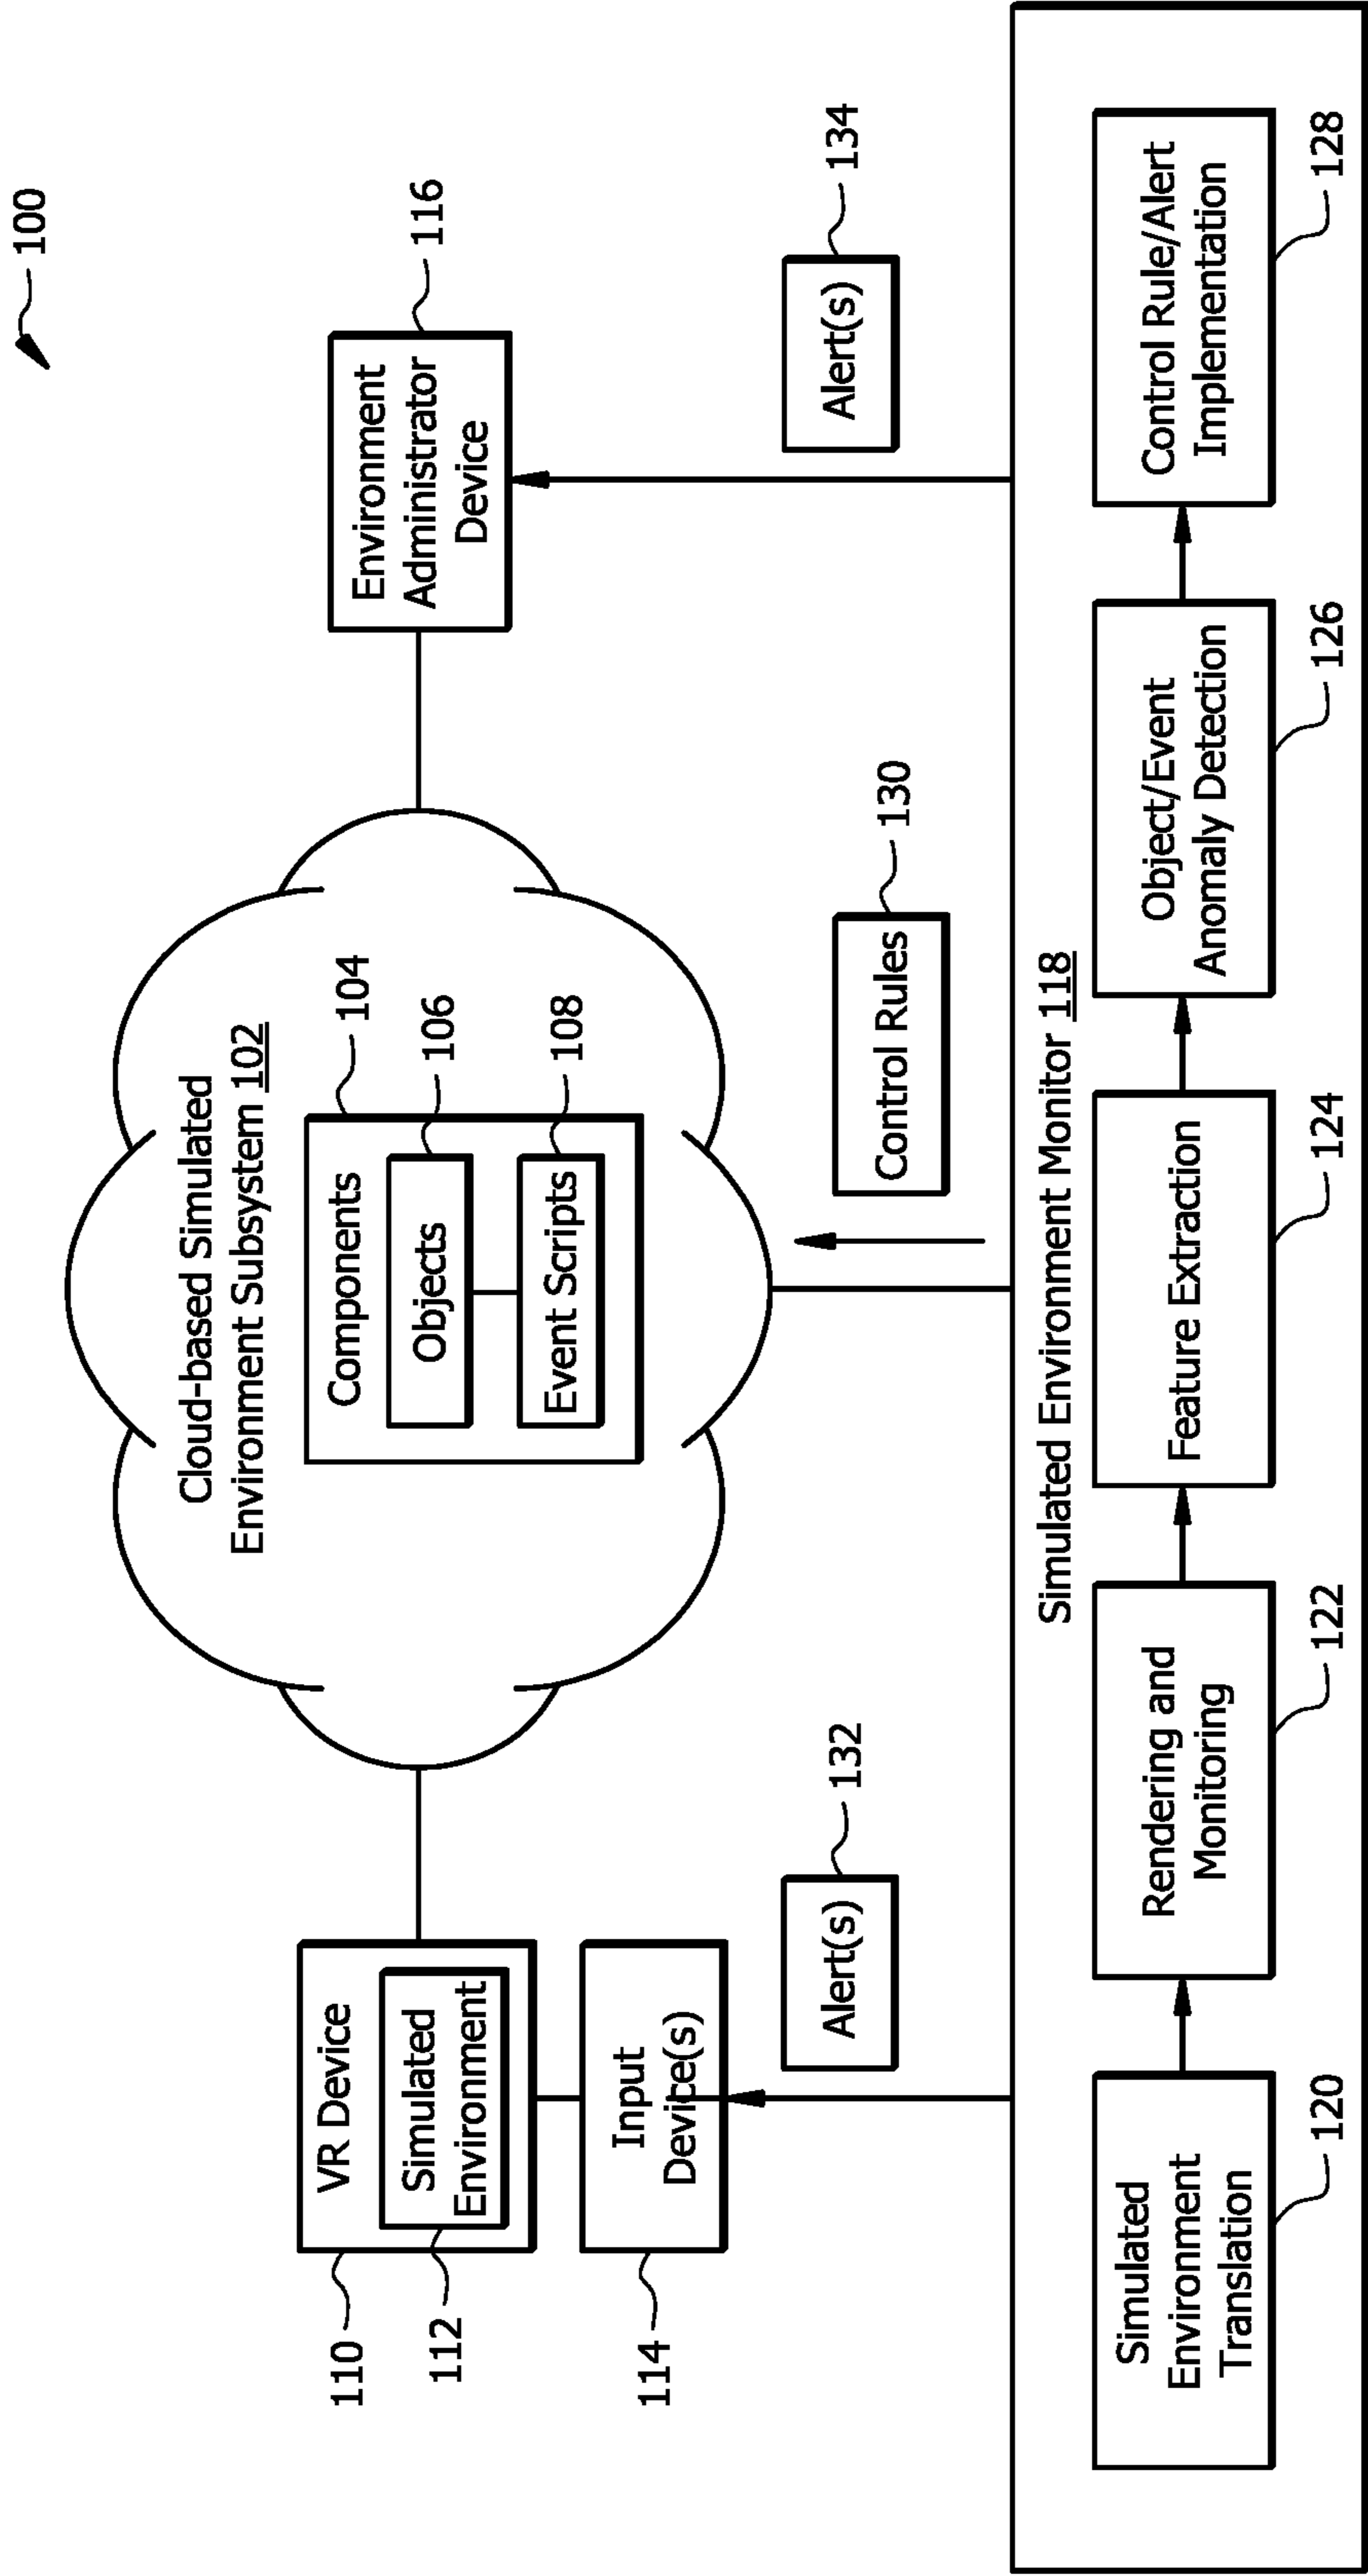 100
Cloud-based Simulated
Environment Subsystem 102
Components
104
Objects
106
Event Scripts
108
110
VR Device
112
Simulated
Environment
114
Input
Device(s)
Environment
Administrator
Device
116
Alert(s)
132
Control Rules
130
Alert(s)
134
Simulated Environment Monitor 118
Simulated
Environment
Translation
120
Rendering and
Monitoring
122
Feature Extraction
124
Object/Event
Anomaly Detection
126
Control Rule/Alert
Implementation
128